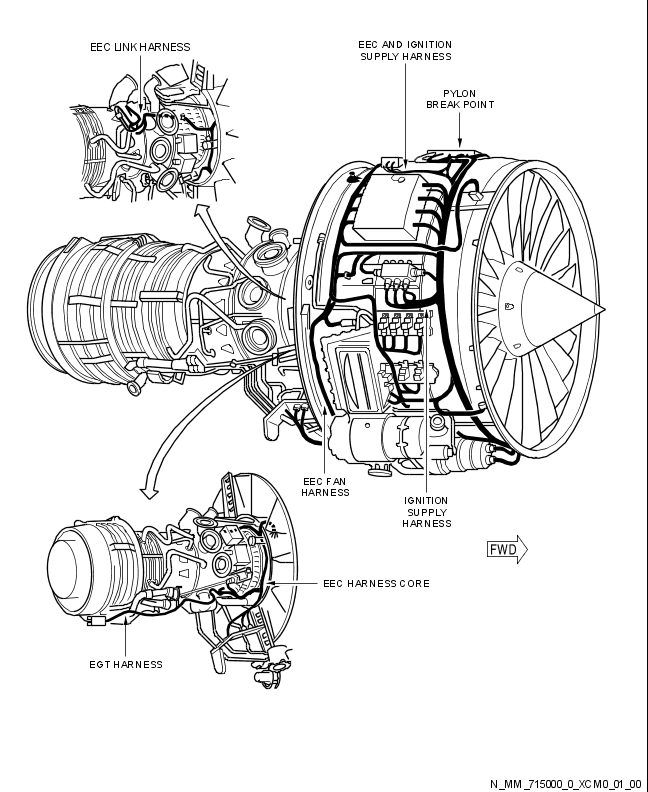 EEC LINK HARNESS
EEC AND IGNITION
SUPPLY HARNESS
PYLON
BREAK POINT
EEC FAN
HARNESS
IGNITION
SUPPLY
HARNESS
FWD
EEC HARNESS CORE
EGT HARNESS
N_MM_715000_0_XCM0_01_00